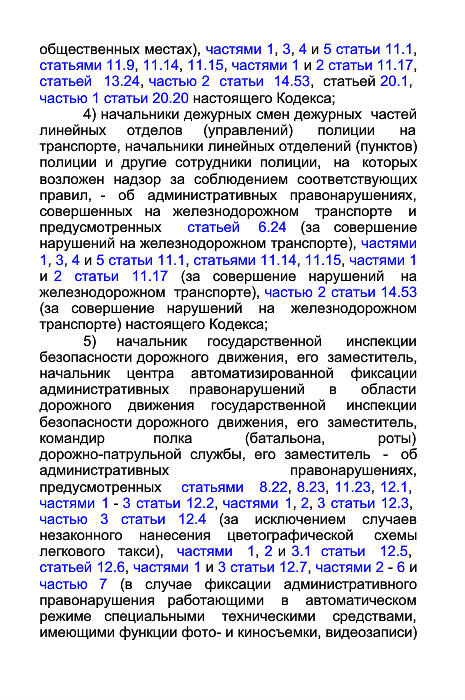 общественных местах), частями 1, 3, 4 и 5 статьи 11.1,
статьями 11.9, 11.14, 11.15, частями 1 и 2 статьи 11.17,
статьей 13.24, частью 2 статьи 14.53, статьей 20.1,
частью 1 статьи 20.20 настоящего Кодекса;
4) начальники дежурных смен дежурных частей
линейных отделов (управлений) полиции на
транспорте, начальники линейных отделений (пунктов)
полиции и другие сотрудники полиции, на которых
возложен надзор за соблюдением соответствующих
правил, - об административных правонарушениях,
совершенных на железнодорожном транспорте и
предусмотренных статьей 6.24 (за совершение
нарушений на железнодорожном транспорте), частями
1, 3, 4 и 5 статьи 11.1, статьями 11.14, 11.15, частями 1
и 2 статьи 11.17 (за совершение нарушений на
железнодорожном транспорте), частью 2 статьи 14.53
(за совершение нарушений на железнодорожном
транспорте) настоящего Кодекса;
5) начальник государственной инспекции
безопасности дорожного движения, его заместитель,
начальник центра автоматизированной фиксации
административных правонарушений в области
дорожного движения государственной инспекции
безопасности дорожного движения, его заместитель,
командир полка (батальона, роты)
дорожно-патрульной службы, его заместитель - об
административных правонарушениях,
предусмотренных статьями 8.22, 8.23, 11.23, 12.1,
частями 1 - 3 статьи 12.2, частями 1, 2, 3 статьи 12.3,
частью 3 статьи 12.4 (за исключением случаев
незаконного нанесения цветографической схемы
легкового такси), частями 1, 2 и 3.1 статьи 12.5,
статьей 12.6, частями 1 и 3 статьи 12.7, частями 2 - 6 и
частью 7 (в случае фиксации административного
правонарушения работающими в автоматическом
режиме специальными техническими средствами,
имеющими функции фото- и киносъемки, видеозаписи)